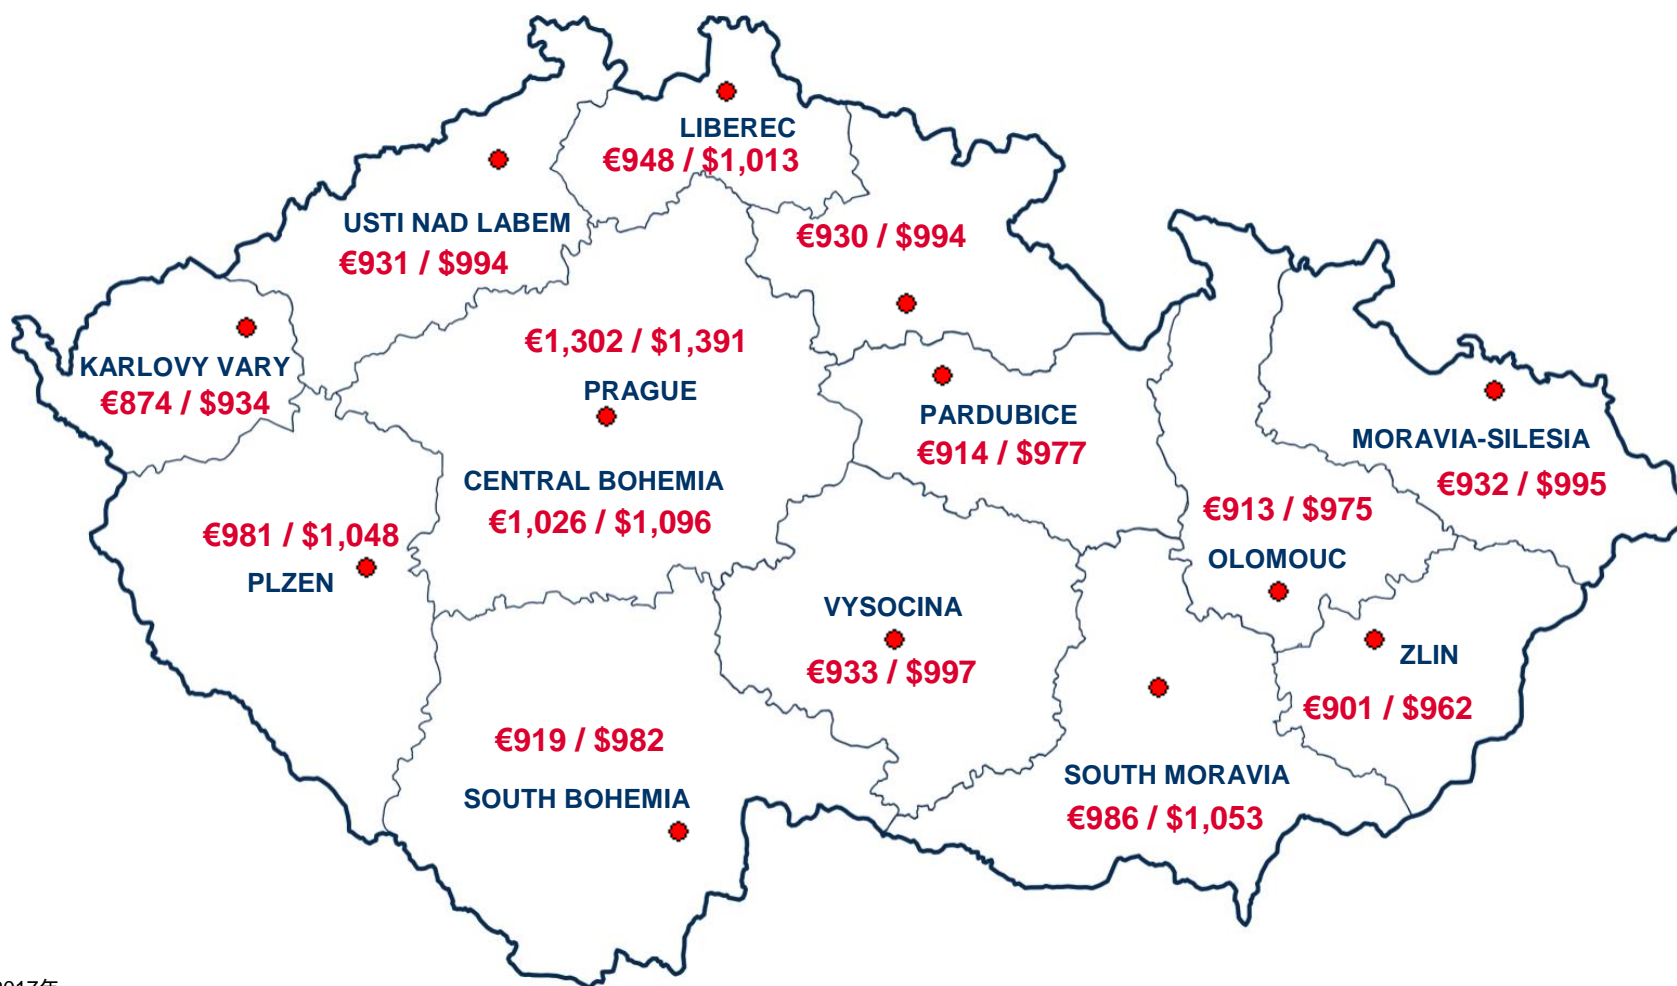 LIBEREC
€948 / $1,013
USTI NAD LABEM
€931 / $994
€930 / $994
KARLOVY VARY
€874 / $934
€1,302 / $1,391
PRAGUE
CENTRAL BOHEMIA
€1,026 / $1,096
PARDUBICE
€914 / $977
MORAVIA-SILESIA
€932 / $995
€913 / $975
OLOMOUC
€981 / $1,048
PLZEN
VYSOCINA
€933 / $997
ZLIN
€901 / $962
€919 / $982
SOUTH BOHEMIA
SOUTH MORAVIA
€986 / $1,053